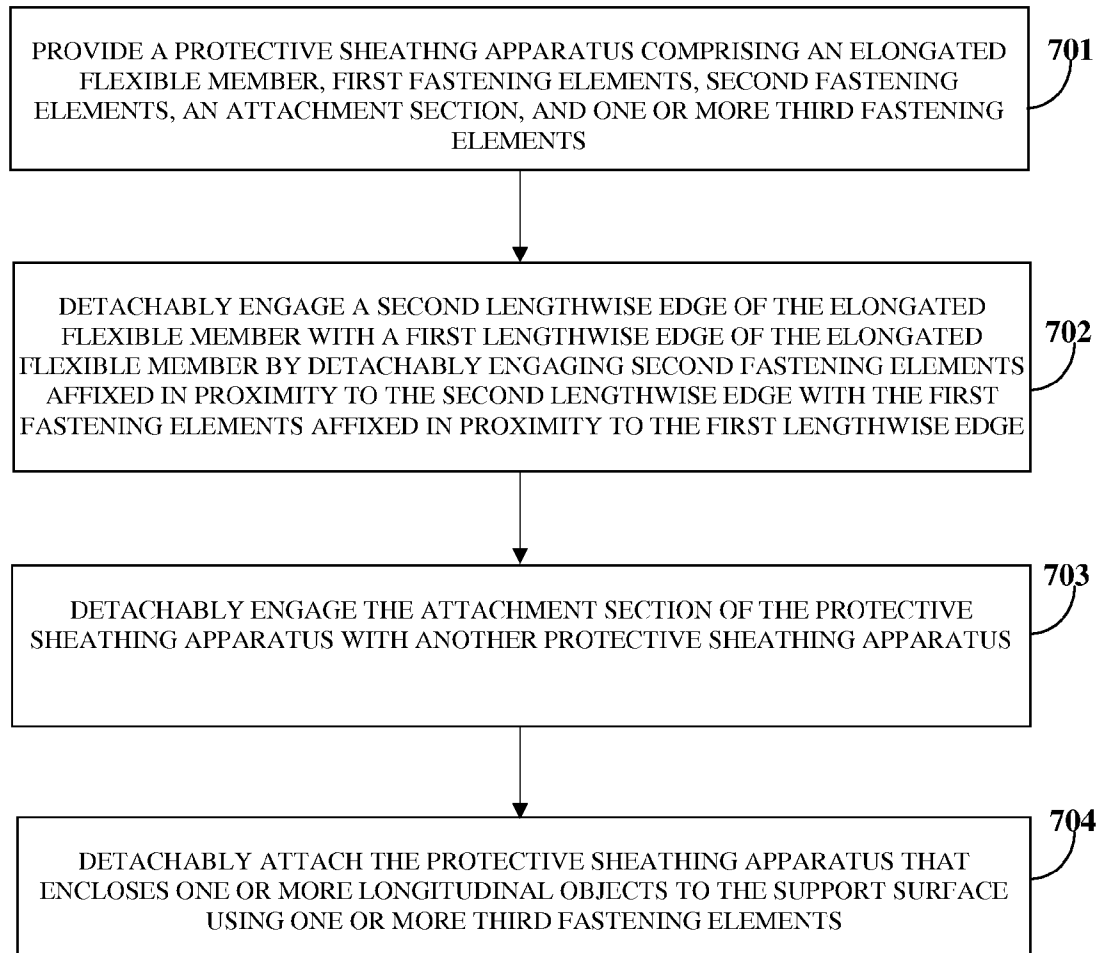 PROVIDE A PROTECTIVE SHEATHNG APPARATUS COMPRISING AN ELONGATED
FLEXIBLE MEMBER, FIRST FASTENING ELEMENTS, SECOND FASTENING
ELEMENTS, AN ATTACHMENT SECTION, AND ONE OR MORE THIRD FASTENING
ELEMENTS
701
DETACHABLY ENGAGE A SECOND LENGTHWISE EDGE OF THE ELONGATED
FLEXIBLE MEMBER WITH A FIRST LENGTHWISE EDGE OF THE ELONGATED
FLEXIBLE MEMBER BY DETACHABLY ENGAGING SECOND FASTENING ELEMENTS
AFFIXED IN PROXIMITY TO THE SECOND LENGTHWISE EDGE WITH THE FIRST
FASTENING ELEMENTS AFFIXED IN PROXIMITY TO THE FIRST LENGTHWISE EDGE
702
DETACHABLY ENGAGE THE ATTACHMENT SECTION OF THE PROTECTIVE
SHEATHING APPARATUS WITH ANOTHER PROTECTIVE SHEATHING APPARATUS
703
DETACHABLY ATTACH THE PROTECTIVE SHEATHING APPARATUS THAT
ENCLOSES ONE OR MORE LONGITUDINAL OBJECTS TO THE SUPPORT SURFACE
USING ONE OR MORE THIRD FASTENING ELEMENTS
704